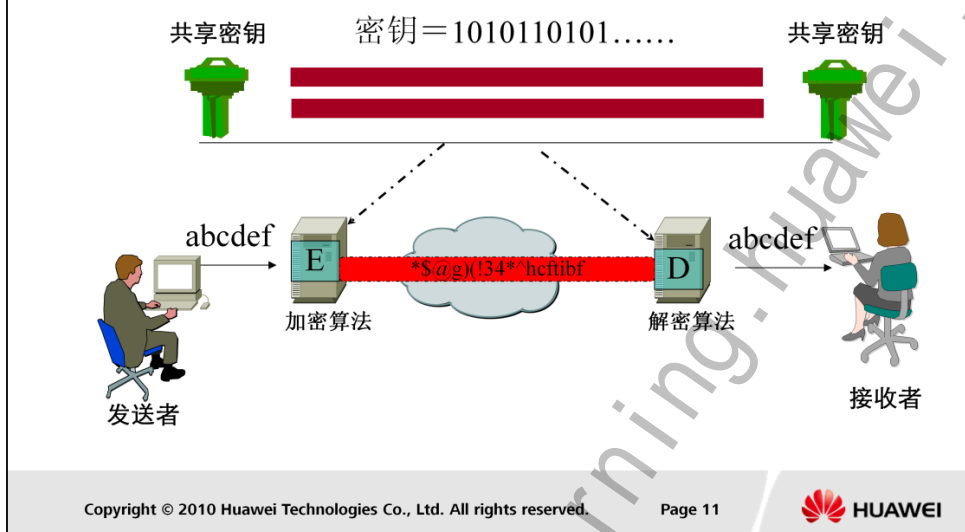 共享密钥
密钥＝1010110101……
共享密钥
abcdef
E
*$@g)(!34*^hcftibf
D
abcdef
加密算法
解密算法
发送者
接收者
rning.huawei
Copyright © 2010 Huawei Technologies Co., Ltd. All rights reserved.
Page 11
HUAWEI